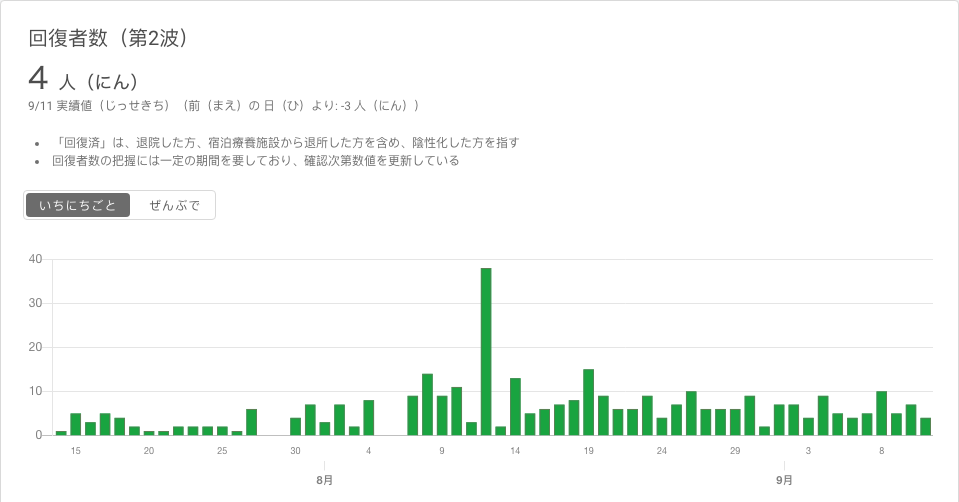 回復者数（第2波）
4 人（にん）
9/11 実績値（じっせきち）（前（まえ）の 日（ひ）より: -3 人（にん））
• 「回復済」は、退院した方、宿泊療養施設から退所した方を含め、陰性化した方を指す
• 回復者数の把握には一定の期間を要しており、確認次第数値を更新している
いちにちごと ぜんぶで
40
30
20
10
0
15 20 25 30 4 9 14 19 24 29 3 8
8月 9月